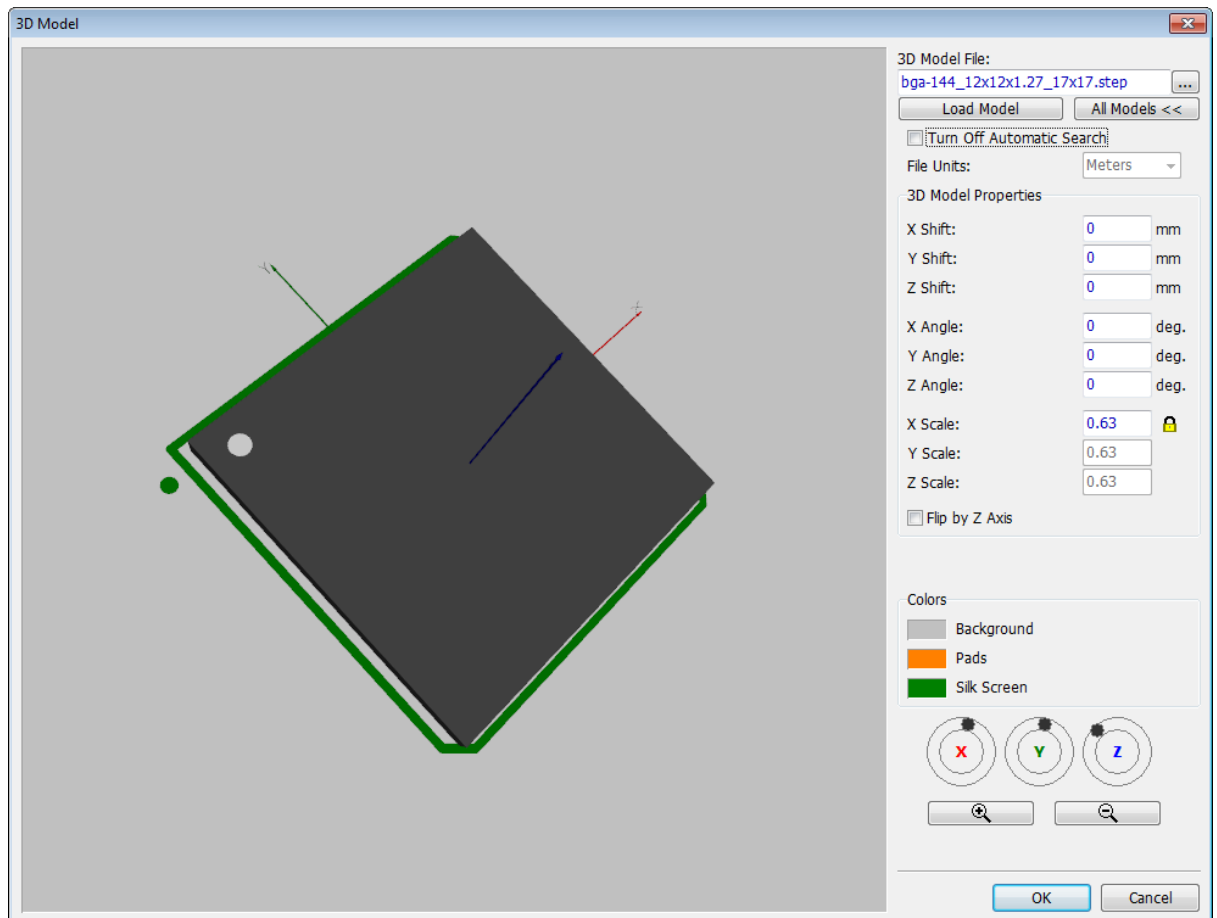 3D Model
3D Model File:
bga-144_12x12x1.27_17x17.step ...
Load Model All Models <<
Turn Off Automatic Search
File Units: Meters
3D Model Properties
X Shift: 0 mm
Y Shift: 0 mm
Z Shift: 0 mm
X Angle: 0 deg.
Y Angle: 0 deg.
Z Angle: 0 deg.
X Scale: 0.63
Y Scale: 0.63
Z Scale: 0.63
Flip by Z Axis
Colors
Background
Pads
Silk Screen
X Y Z
OK Cancel
Y
X